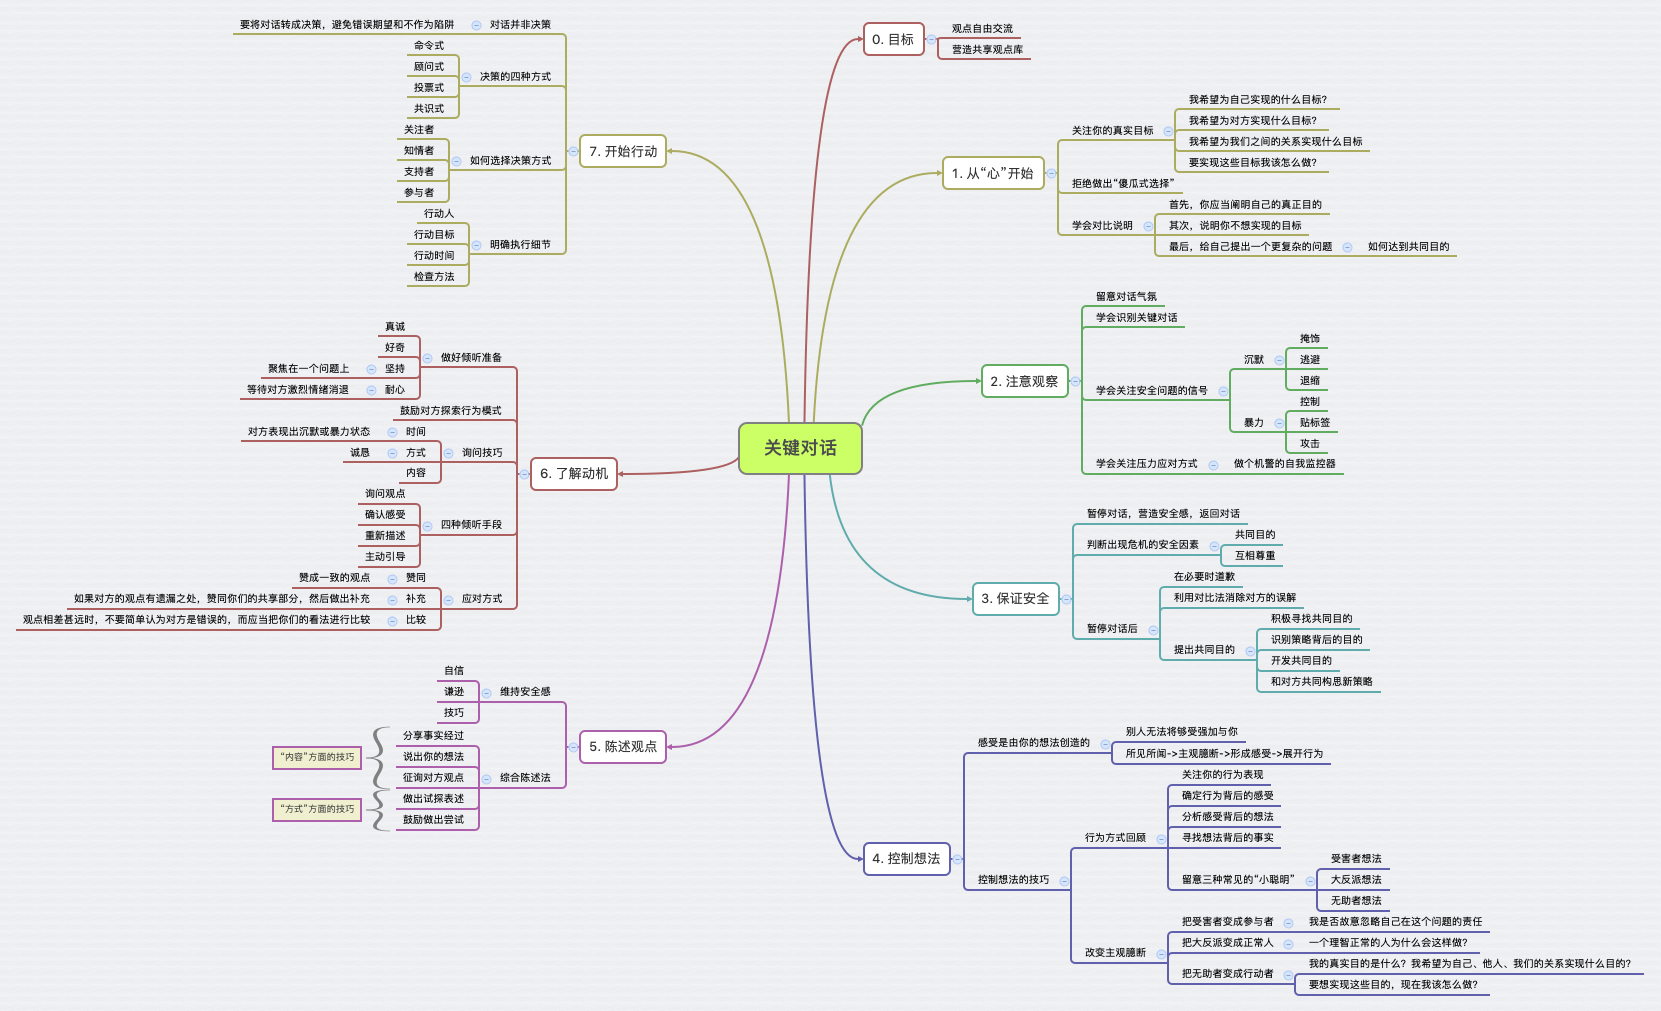 关键对话
0. 目标
观点自由交流
营造共享观点库
1. 从“心”开始
关注你的真实目标
我希望为自己实现的什么目标？
我希望为对方实现什么目标？
我希望为我们之间的关系实现什么目标
要实现这些目标我该怎么做？
拒绝做出“傻瓜式选择”
学会对比说明
首先，你应当阐明自己的真正目的
其次，说明你不想实现的目标
最后，给自己提出一个更复杂的问题
如何达到共同目的
2. 注意观察
留意对话气氛
学会识别关键对话
学会关注安全问题的信号
沉默
掩饰
逃避
退缩
暴力
控制
贴标签
攻击
学会关注压力应对方式
做个机警的自我监控器
3. 保证安全
暂停对话，营造安全感，返回对话
判断出现危机的安全因素
共同目的
互相尊重
暂停对话后
在必要时道歉
利用对比法消除对方的误解
提出共同目的
积极寻找共同目的
识别策略背后的目的
开发共同目的
和对方共同构思新策略
4. 控制想法
感受是由你的想法创造的
别人无法将够受强加与你
所见所闻->主观臆断->形成感受->展开行为
控制想法的技巧
行为方式回顾
关注你的行为表现
确定行为背后的感受
分析感受背后的想法
寻找想法背后的事实
留意三种常见的“小聪明”
受害者想法
大反派想法
无助者想法
改变主观臆断
把受害者变成参与者
我是否故意忽略自己在这个问题的责任
把大反派变成正常人
一个理智正常的人为什么会这样做？
把无助者变成行动者
我的真实目的是什么？我希望为自己、他人、我们的关系实现什么目的？
要想实现这些目的，现在我该怎么做？
5. 陈述观点
维持安全感
自信
谦逊
技巧
综合陈述法
分享事实经过
说出你的想法
征询对方观点
做出试探表述
鼓励做出尝试
“内容”方面的技巧
“方式”方面的技巧
6. 了解动机
做好倾听准备
真诚
好奇
坚持
聚焦在一个问题上
耐心
等待对方激烈情绪消退
鼓励对方探索行为模式
询问技巧
时间
对方表现出沉默或暴力状态
方式
诚恳
内容
四种倾听手段
询问观点
确认感受
重新描述
主动引导
应对方式
赞同
赞成一致的观点
补充
如果对方的观点有遗漏之处，赞同你们的共享部分，然后做出补充
比较
观点相差甚远时，不要简单认为对方是错误的，而应当把你们的看法进行比较
7. 开始行动
对话并非决策
要将对话转成决策，避免错误期望和不作为陷阱
决策的四种方式
命令式
顾问式
投票式
共识式
如何选择决策方式
关注者
知情者
支持者
参与者
明确执行细节
行动人
行动目标
行动时间
检查方法